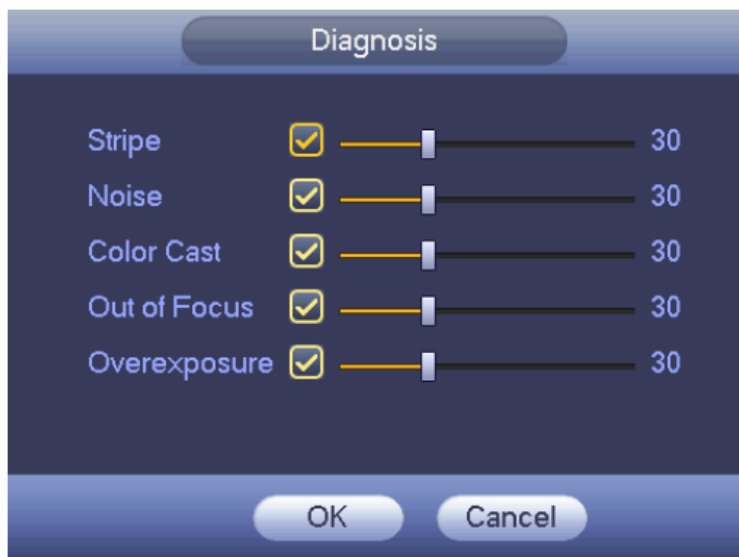 Diagnosis
Stripe 30
Noise 30
Color Cast 30
Out of Focus 30
Overexposure 30
OK Cancel